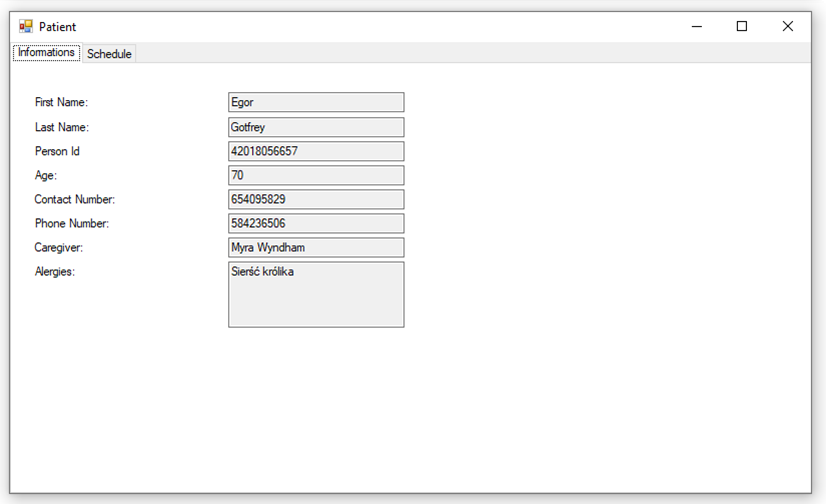 Patient
Informations Schedule
First Name: Egor
Last Name: Gotfrey
Person Id 42018056657
Age: 70
Contact Number: 654095829
Phone Number: 584236506
Caregiver: Myra Wyndham
Alergies: Sierść królika